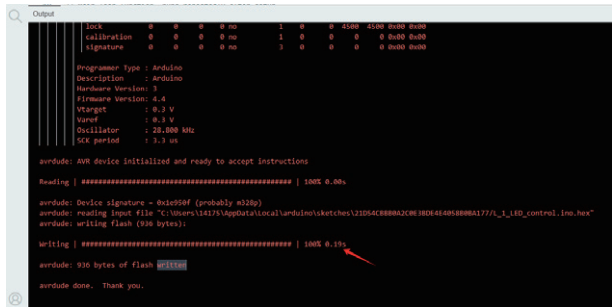 Output
lock 0 0 0 0 no 1 0 0 4500 4500 0x00 0x00
calibration 0 0 0 0 no 1 0 0 0 0 0x00 0x00
signature 0 0 0 0 no 3 0 0 0 0 0x00 0x00
Programmer Type : Arduino
Description : Arduino
Hardware Version: 3
Firmware Version: 4.4
Vtarget : 0.3 V
Varef : 0.3 V
Oscillator : 28.800 kHz
SCK period : 3.3 us
avrdude: AVR device initialized and ready to accept instructions
Reading | ################################################## | 100% 0.00s
avrdude: Device signature = 0x1e950f (probably m328p)
avrdude: reading input file "C:\Users\14175\AppData\Local\arduino\sketches\21D54CBBB0A2C0E3BDE4E405BB00A177/L_1_LED_control.ino.hex"
avrdude: writing flash (936 bytes):
Writing | ################################################## | 100% 0.19s
avrdude: 936 bytes of flash written
avrdude done. Thank you.